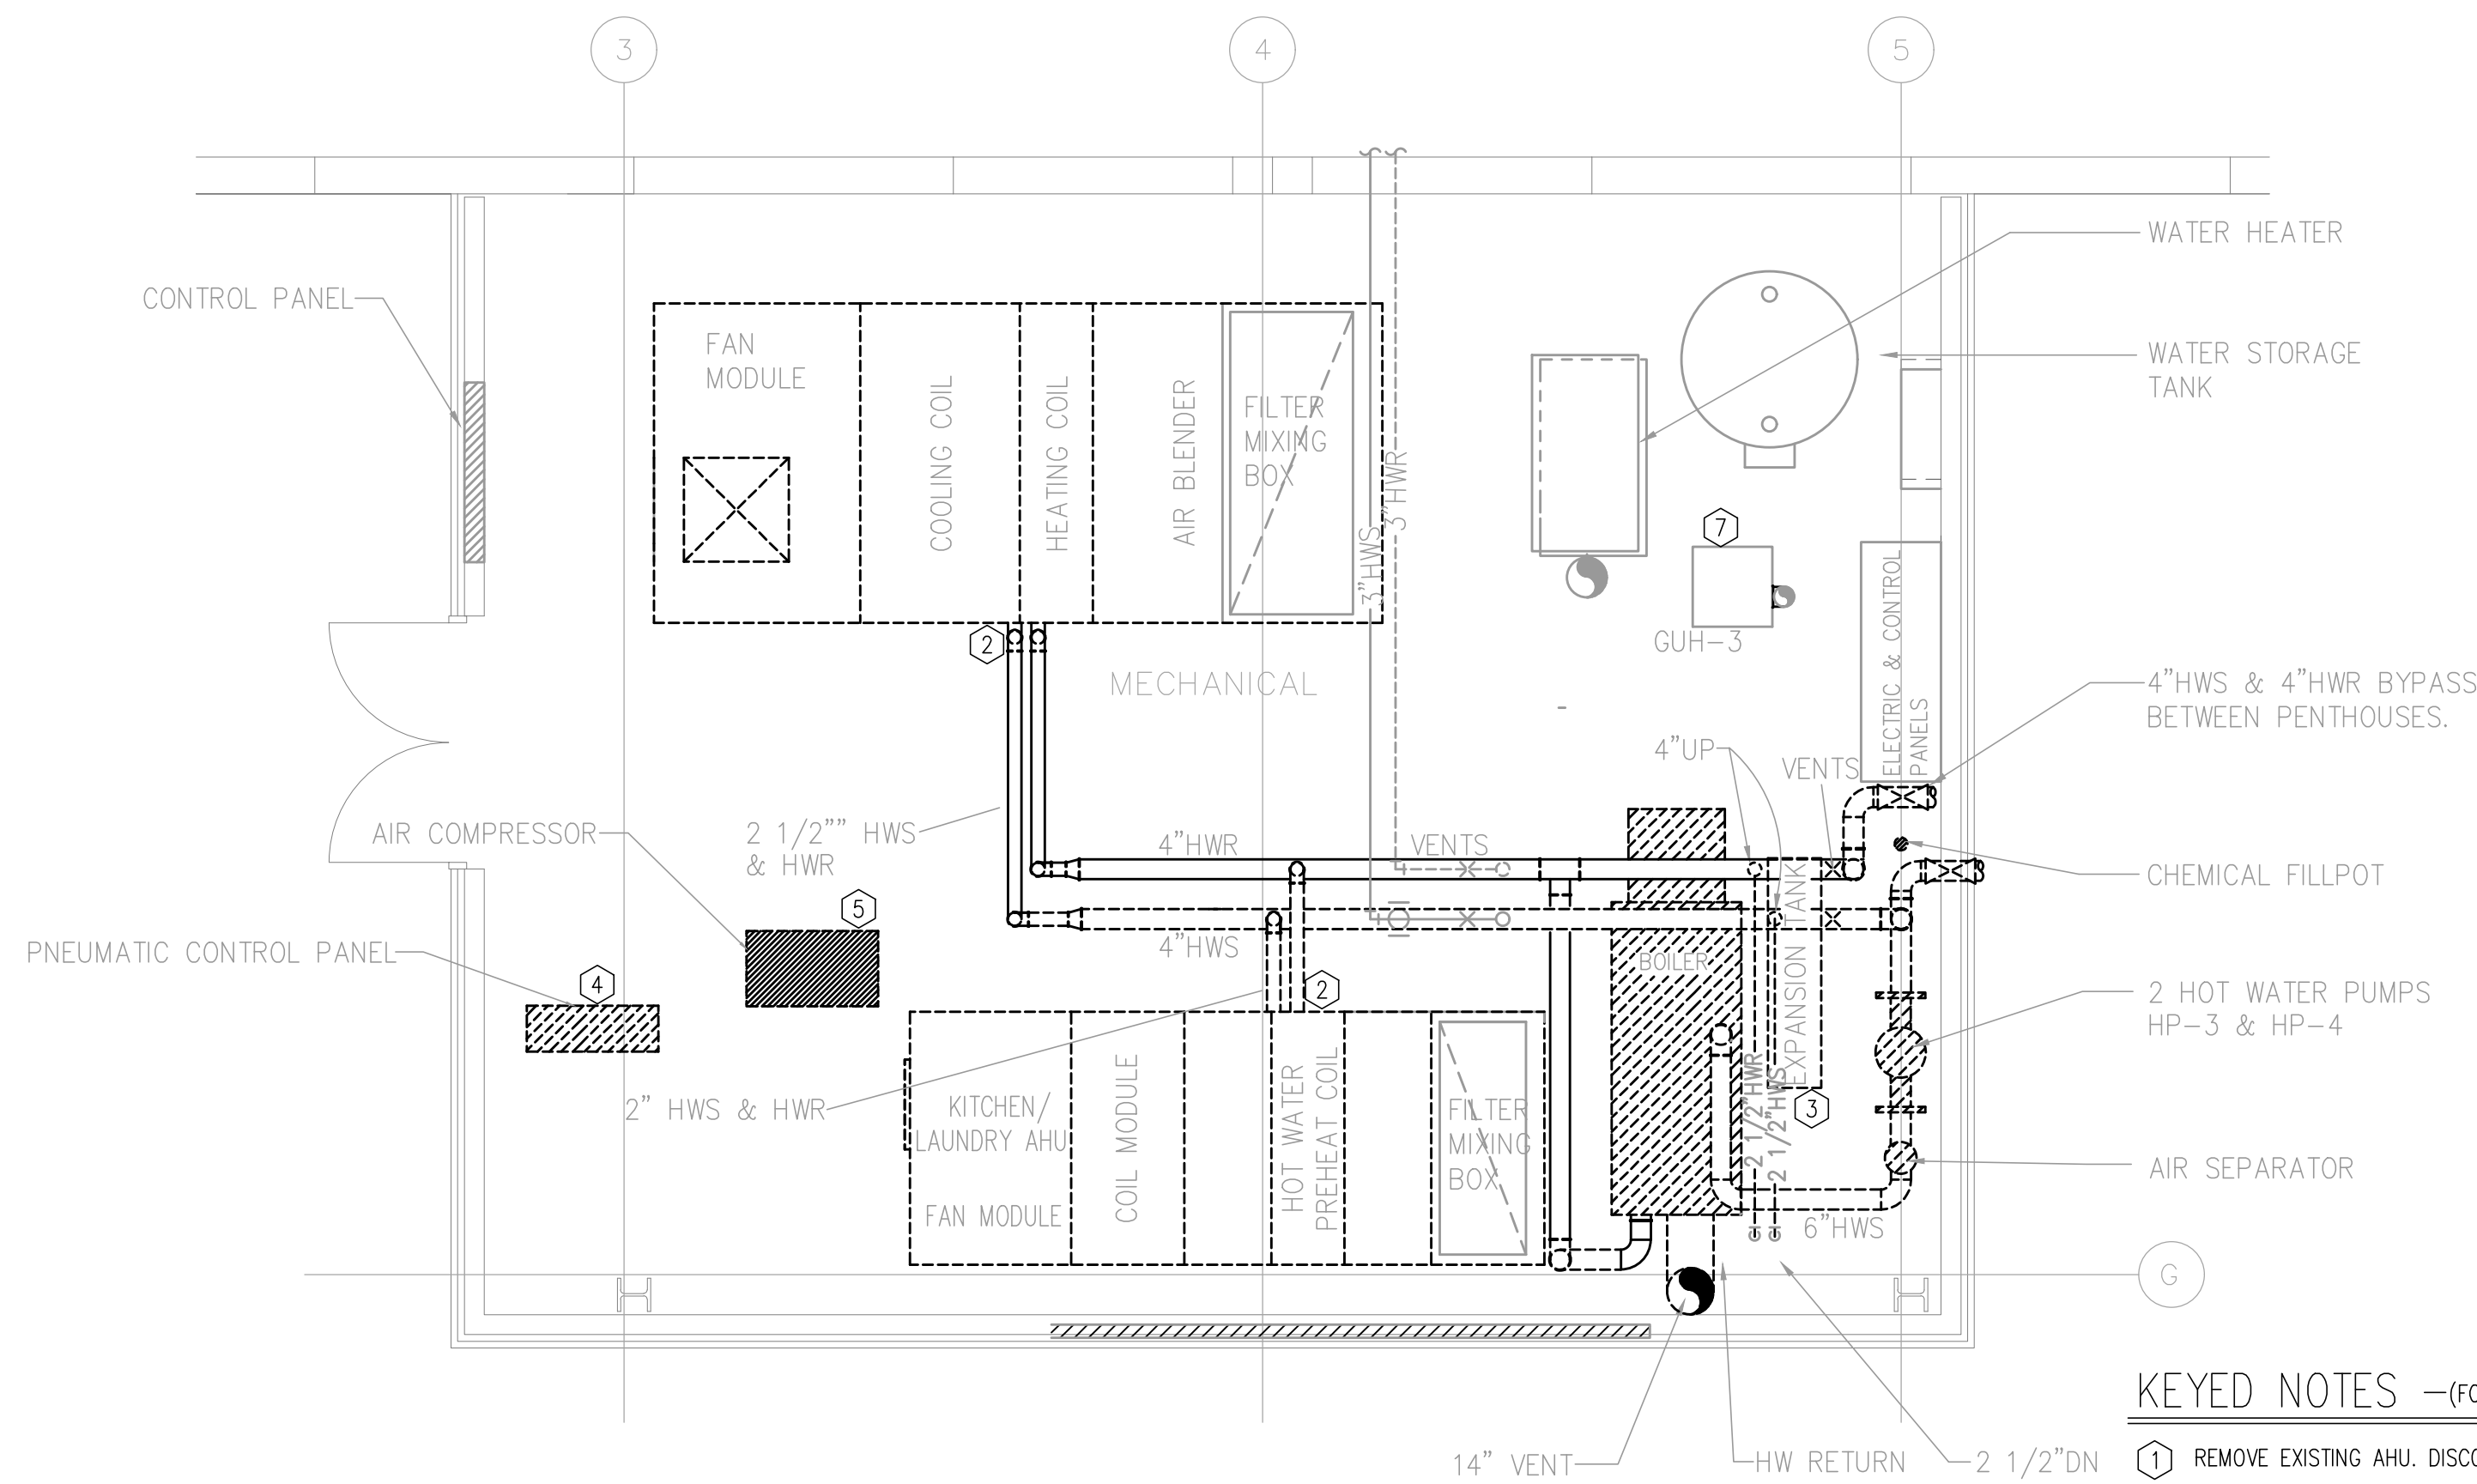 3
4
5
WATER HEATER
CONTROL PANEL
WATER STORAGE
TANK
FAN
MODULE
COOLING COIL
HEATING COIL
AIR BLENDER
FILTER
MIXING
BOX
3"HWS
3"HWR
7
GUH-3
ELECTRIC & CONTROL
PANELS
2
MECHANICAL
4"HWS & 4"HWR BYPASS
BETWEEN PENTHOUSES.
4"UP
VENTS
AIR COMPRESSOR
2 1/2"" HWS
& HWR
4"HWR
VENTS
CHEMICAL FILLPOT
5
PNEUMATIC CONTROL PANEL
4"HWS
BOILER
EXPANSION TANK
4
2
2 HOT WATER PUMPS
HP-3 & HP-4
2" HWS & HWR
KITCHEN/
LAUNDRY AHU
FAN MODULE
COIL MODULE
HOT WATER
PREHEAT COIL
FILTER
MIXING
BOX
2 1/2"HWR
2 1/2"HWS
3
AIR SEPARATOR
6"HWS
G
14" VENT
HW RETURN
2 1/2"DN
KEYED NOTES -(FO
1 REMOVE EXISTING AHU. DISCO